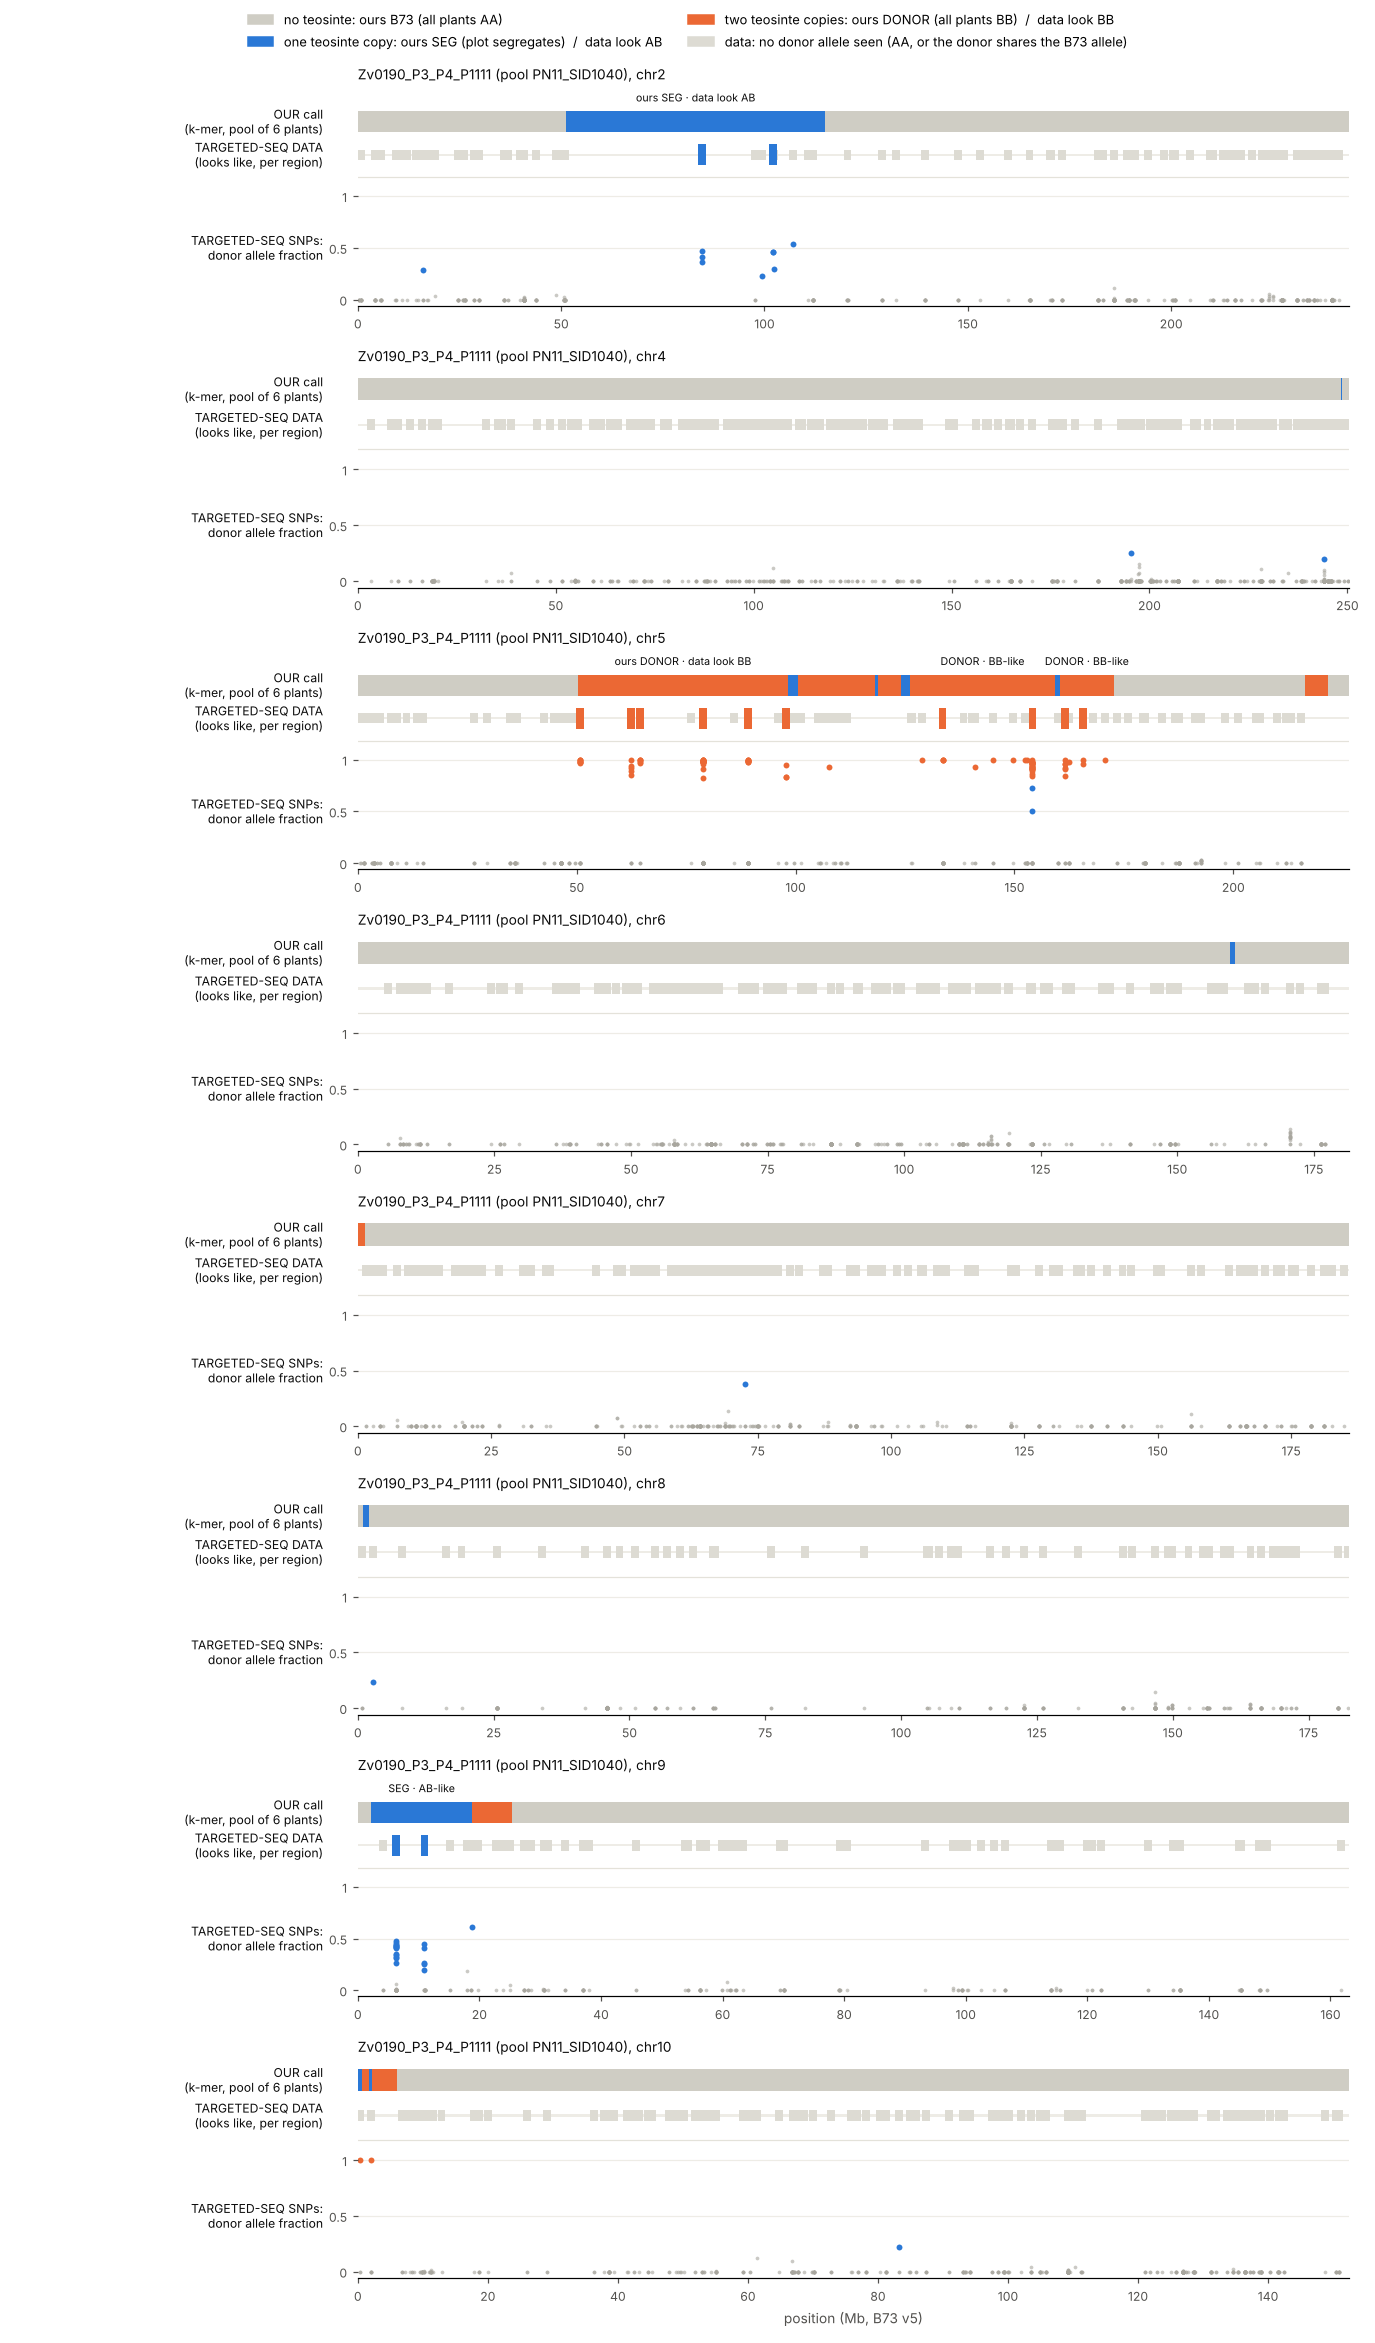 no teosinte: ours B73 (all plants AA)
two teosinte copies: ours DONOR (all plants BB)  /  data look BB
one teosinte copy: ours SEG (plot segregates)  /  data look AB
data: no donor allele seen (AA, or the donor shares the B73 allele)
Zv0190_P3_P4_P1111 (pool PN11_SID1040), chr2
ours SEG · data look AB
OUR call
(k-mer, pool of 6 plants)
TARGETED-SEQ DATA
(looks like, per region)
1
TARGETED-SEQ SNPs:
donor allele fraction
0.5
0
0 50 100 150 200
Zv0190_P3_P4_P1111 (pool PN11_SID1040), chr4
OUR call
(k-mer, pool of 6 plants)
TARGETED-SEQ DATA
(looks like, per region)
1
TARGETED-SEQ SNPs:
donor allele fraction
0.5
0
0 50 100 150 200 250
Zv0190_P3_P4_P1111 (pool PN11_SID1040), chr5
ours DONOR · data look BB DONOR · BB-like DONOR · BB-like
OUR call
(k-mer, pool of 6 plants)
TARGETED-SEQ DATA
(looks like, per region)
1
TARGETED-SEQ SNPs:
donor allele fraction
0.5
0
0 50 100 150 200
Zv0190_P3_P4_P1111 (pool PN11_SID1040), chr6
OUR call
(k-mer, pool of 6 plants)
TARGETED-SEQ DATA
(looks like, per region)
1
TARGETED-SEQ SNPs:
donor allele fraction
0.5
0
0 25 50 75 100 125 150 175
Zv0190_P3_P4_P1111 (pool PN11_SID1040), chr7
OUR call
(k-mer, pool of 6 plants)
TARGETED-SEQ DATA
(looks like, per region)
1
TARGETED-SEQ SNPs:
donor allele fraction
0.5
0
0 25 50 75 100 125 150 175
Zv0190_P3_P4_P1111 (pool PN11_SID1040), chr8
OUR call
(k-mer, pool of 6 plants)
TARGETED-SEQ DATA
(looks like, per region)
1
TARGETED-SEQ SNPs:
donor allele fraction
0.5
0
0 25 50 75 100 125 150 175
Zv0190_P3_P4_P1111 (pool PN11_SID1040), chr9
SEG · AB-like
OUR call
(k-mer, pool of 6 plants)
TARGETED-SEQ DATA
(looks like, per region)
1
TARGETED-SEQ SNPs:
donor allele fraction
0.5
0
0 20 40 60 80 100 120 140 160
Zv0190_P3_P4_P1111 (pool PN11_SID1040), chr10
OUR call
(k-mer, pool of 6 plants)
TARGETED-SEQ DATA
(looks like, per region)
1
TARGETED-SEQ SNPs:
donor allele fraction
0.5
0
0 20 40 60 80 100 120 140
position (Mb, B73 v5)